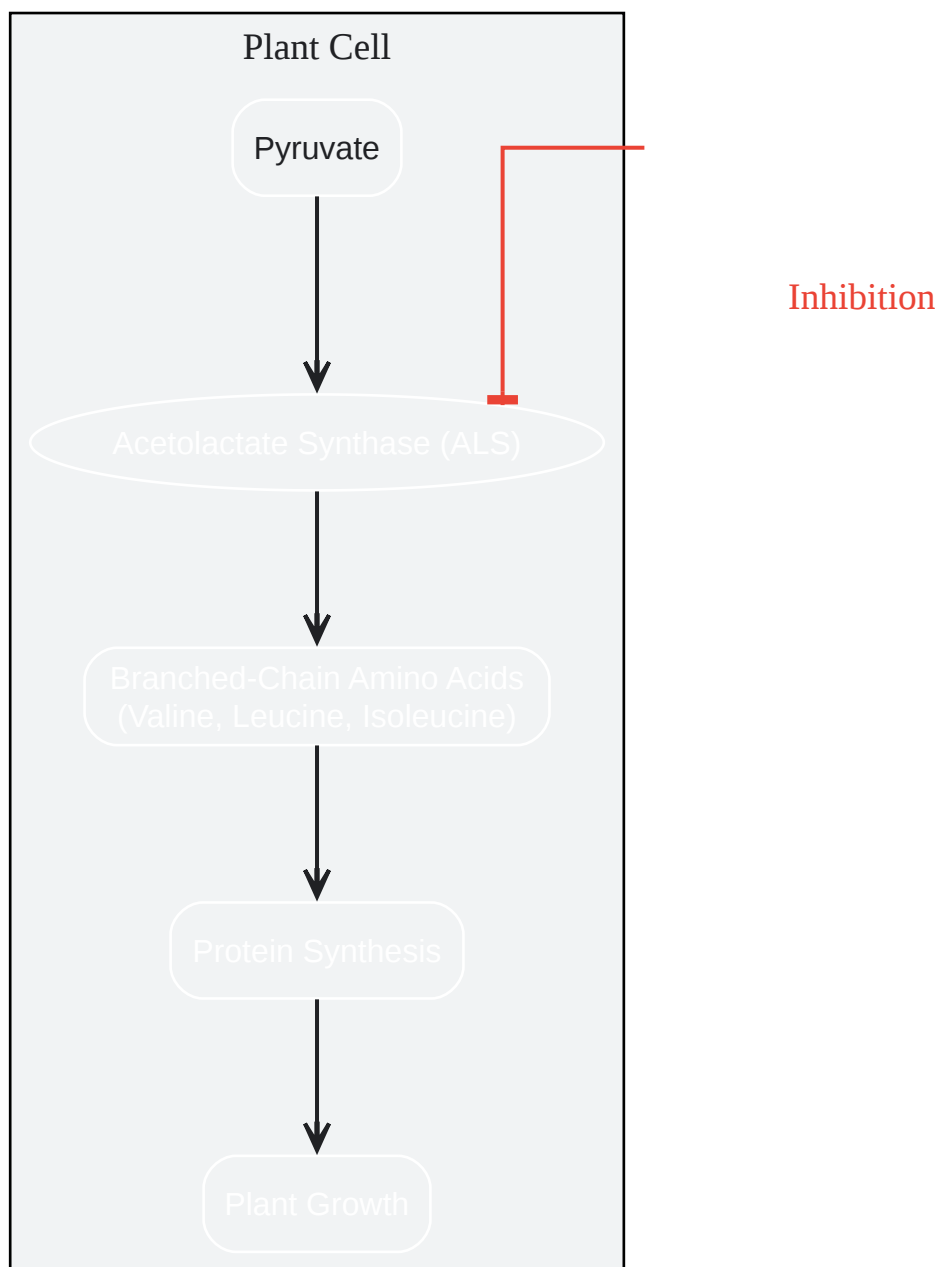 Plant Cell
Pyruvate
Inhibition
Acetolactate Synthase (ALS)
Branched-Chain Amino Acids
(Valine, Leucine, Isoleucine)
Protein Synthesis
Plant Growth